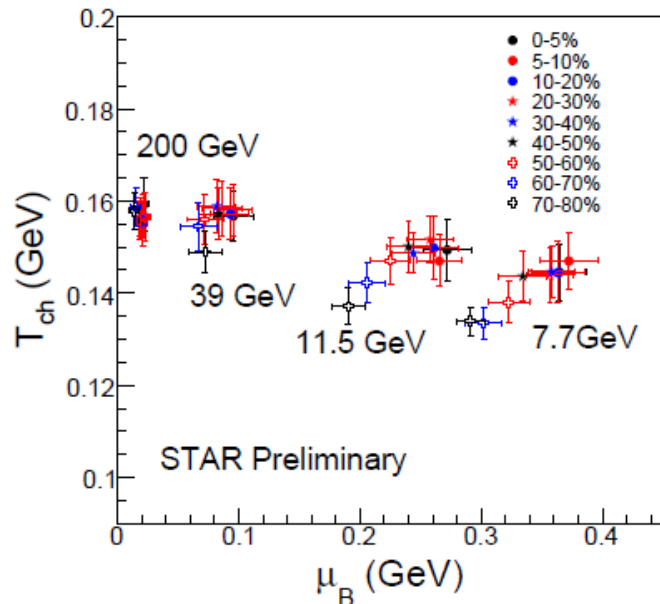 0.2
0.18
0.16
0.14
0.12
0.1
T_ch (GeV)
0-5%
5-10%
10-20%
20-30%
30-40%
40-50%
50-60%
60-70%
70-80%
200 GeV
39 GeV
11.5 GeV
7.7GeV
STAR Preliminary
0 0.1 0.2 0.3 0.4
μ_B (GeV)